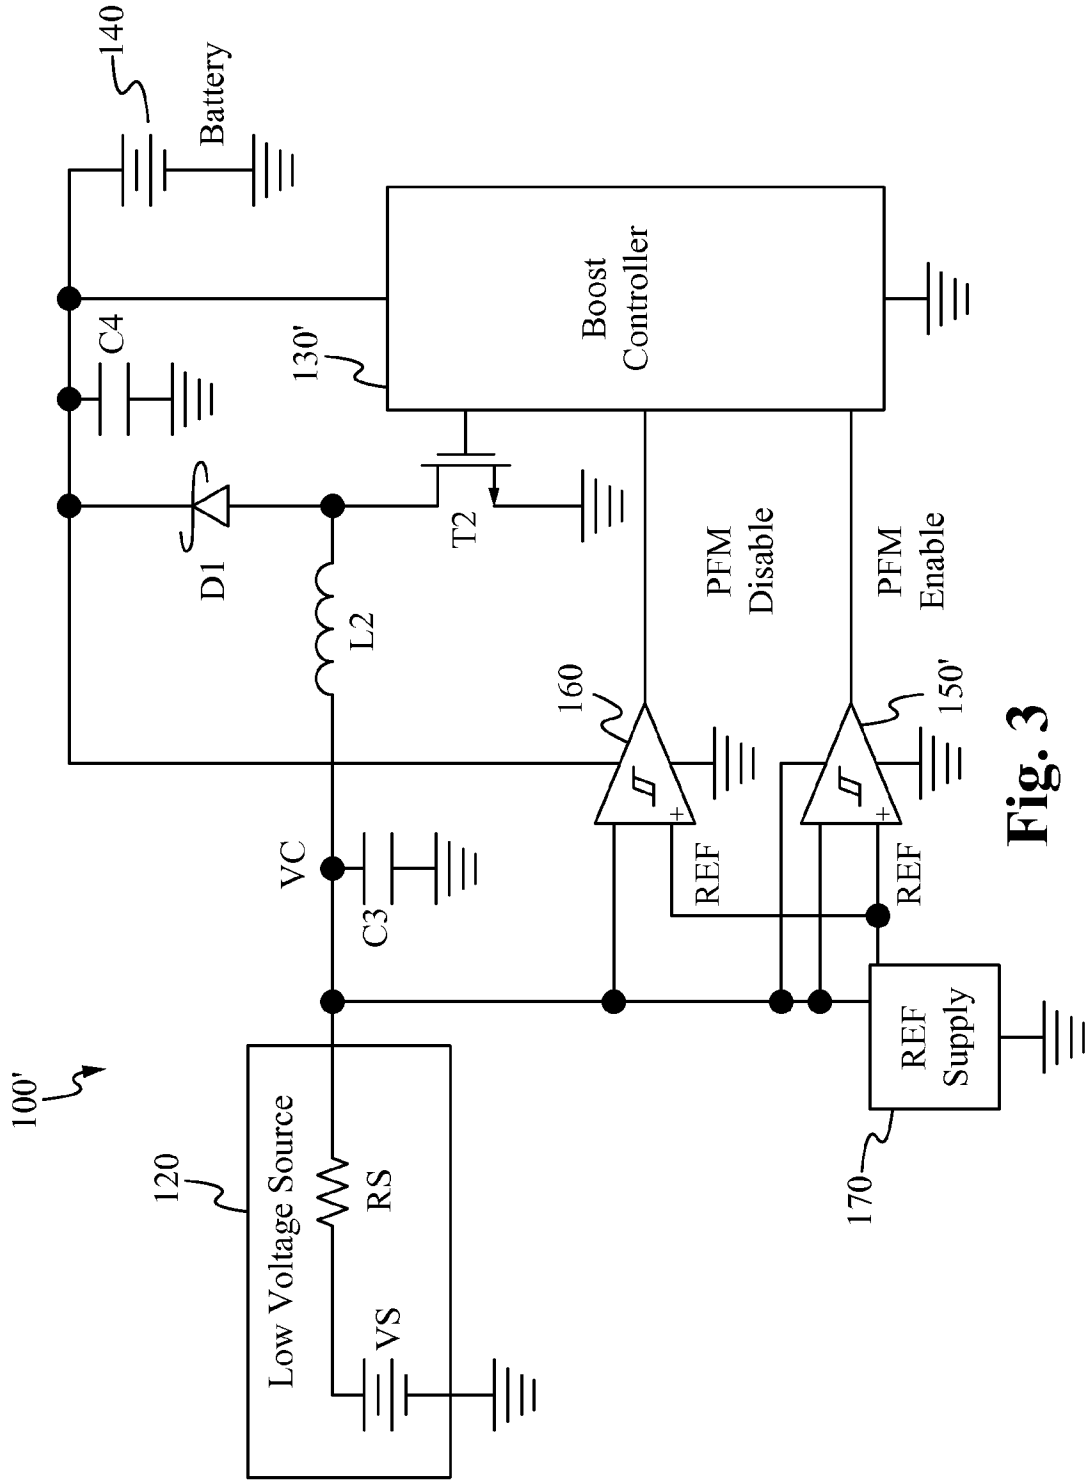 100'
120
Low Voltage Source
VS
RS
VC
C3
L2
D1
C4
140
Battery
T2
130'
Boost
Controller
160
REF
PFM
Disable
150'
REF
PFM
Enable
170
REF
Supply
+
+
Fig. 3